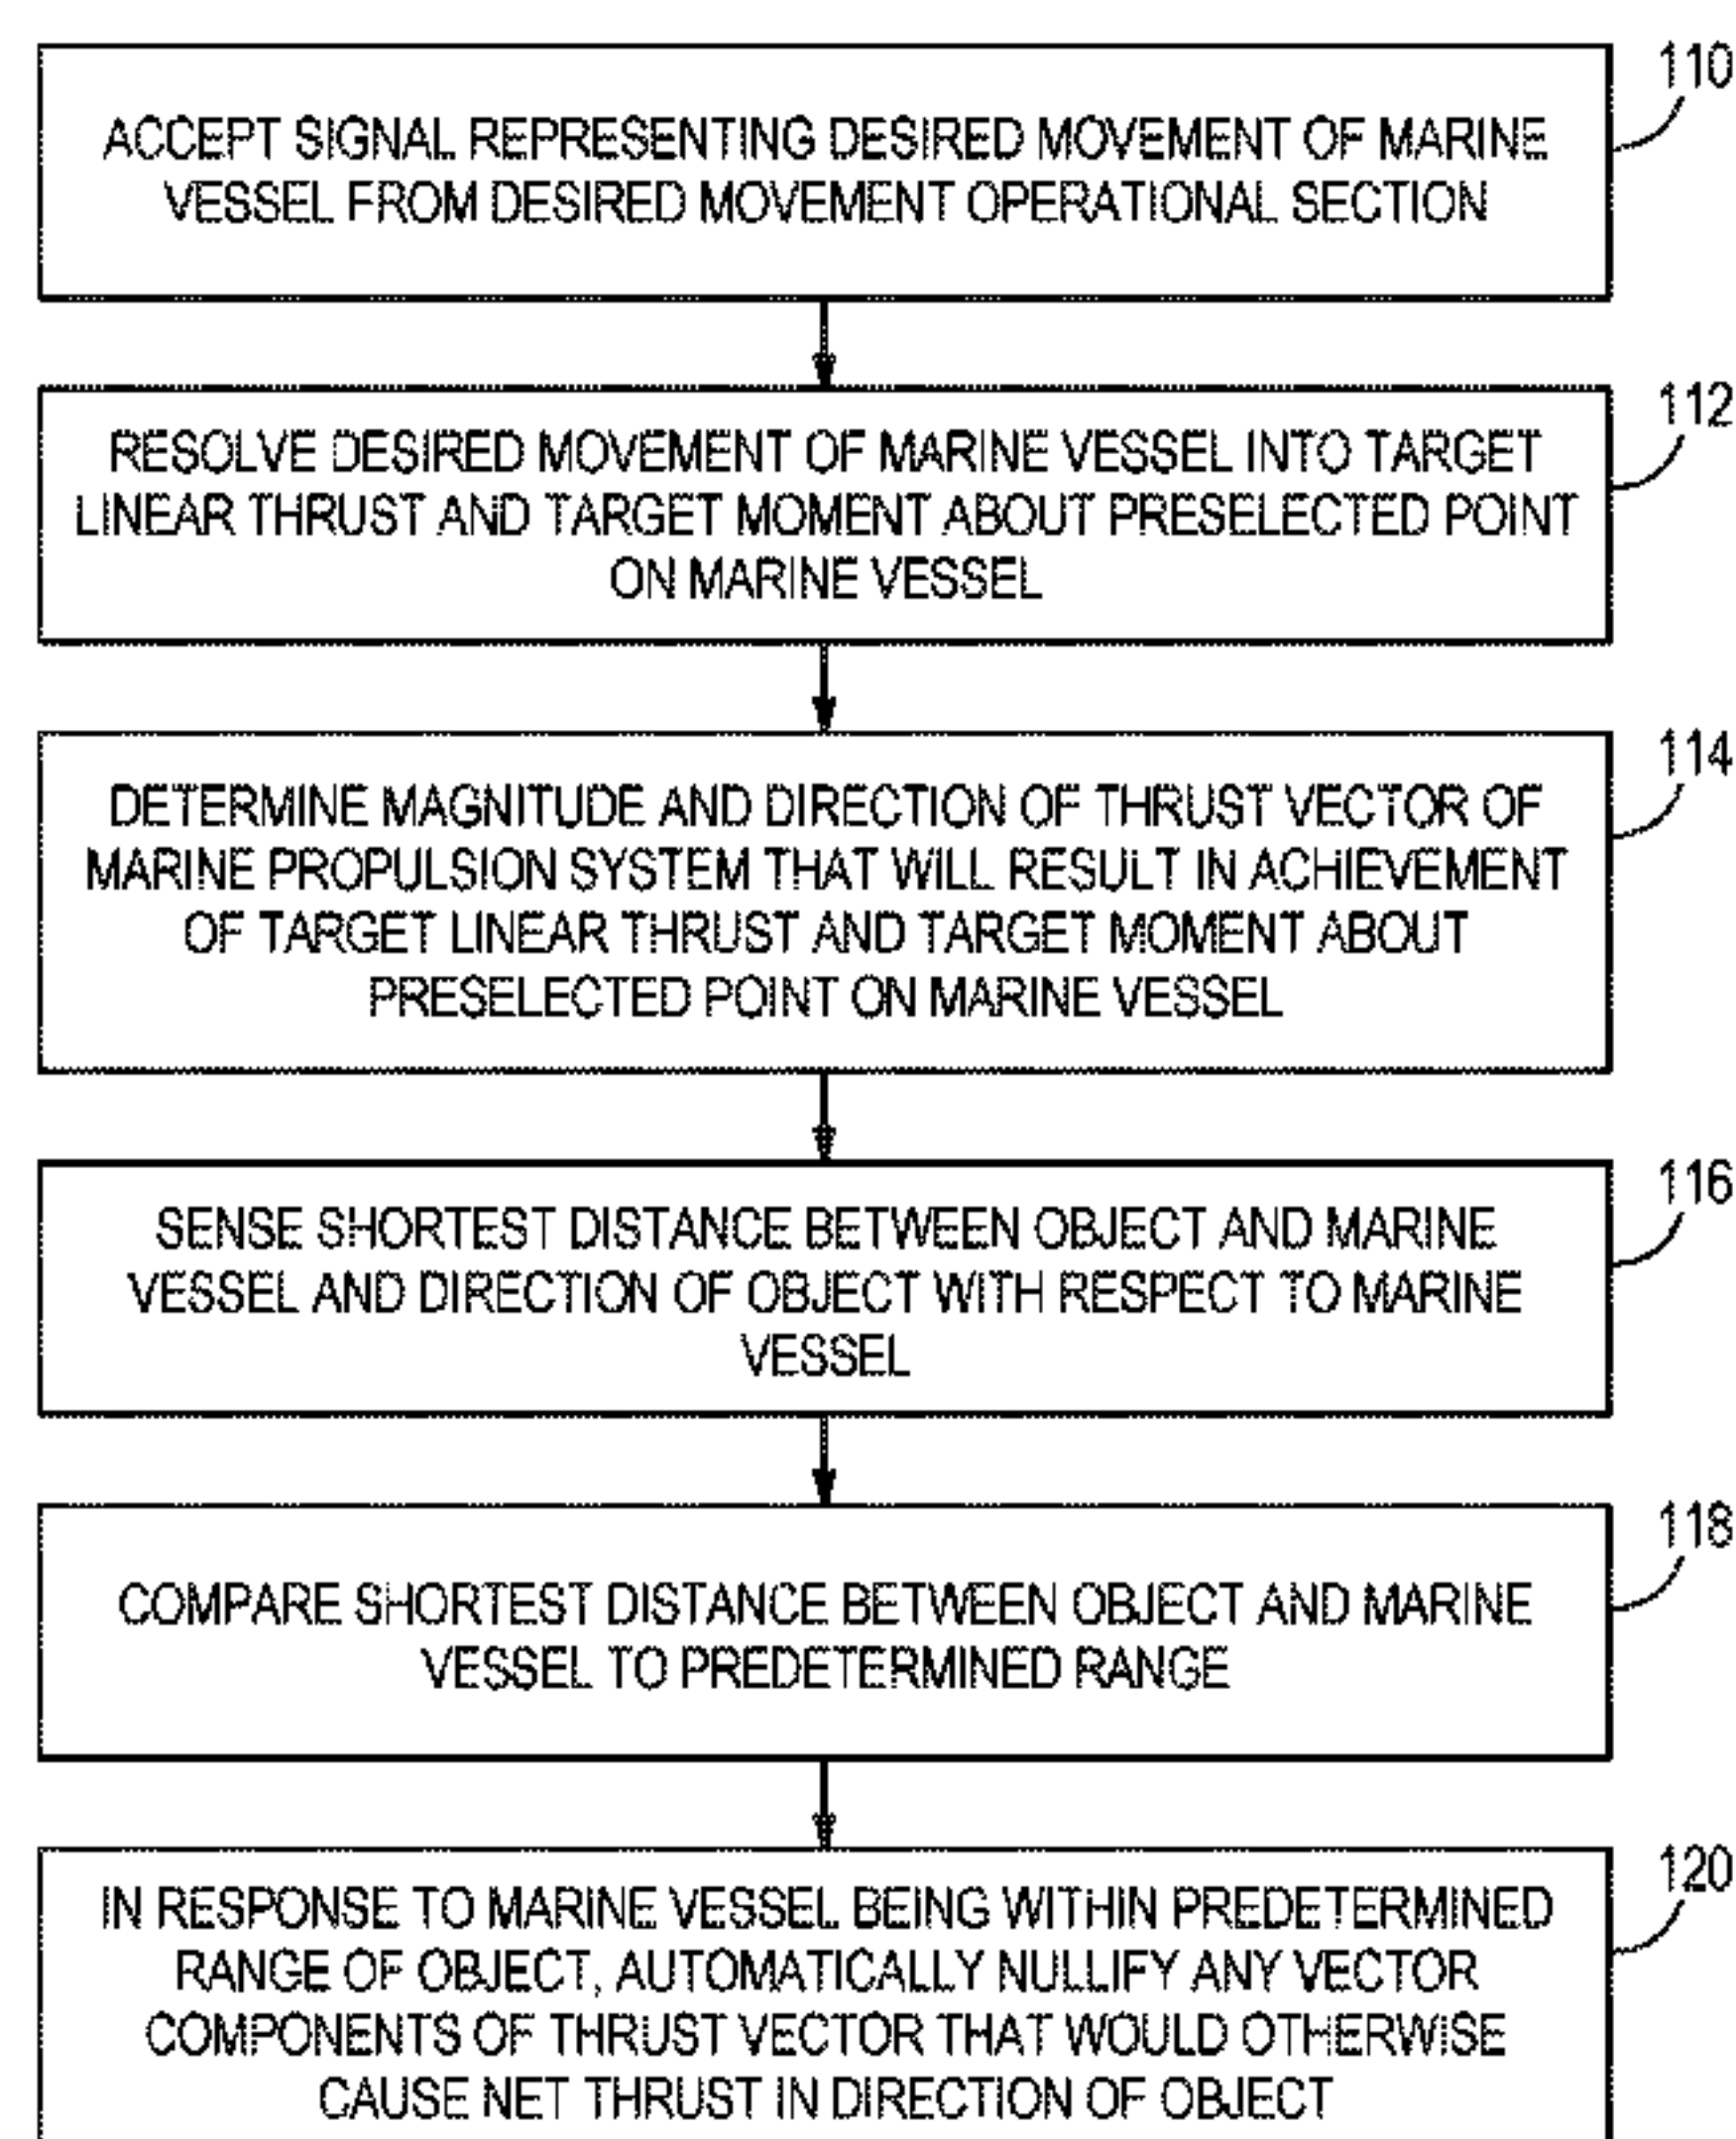 110
ACCEPT SIGNAL REPRESENTING DESIRED MOVEMENT OF MARINE
VESSEL FROM DESIRED MOVEMENT OPERATIONAL SECTION
112
RESOLVE DESIRED MOVEMENT OF MARINE VESSEL INTO TARGET
LINEAR THRUST AND TARGET MOMENT ABOUT PRESELECTED POINT
ON MARINE VESSEL
114
DETERMINE MAGNITUDE AND DIRECTION OF THRUST VECTOR OF
MARINE PROPULSION SYSTEM THAT WILL RESULT IN ACHIEVEMENT
OF TARGET LINEAR THRUST AND TARGET MOMENT ABOUT
PRESELECTED POINT ON MARINE VESSEL
116
SENSE SHORTEST DISTANCE BETWEEN OBJECT AND MARINE
VESSEL AND DIRECTION OF OBJECT WITH RESPECT TO MARINE
VESSEL
118
COMPARE SHORTEST DISTANCE BETWEEN OBJECT AND MARINE
VESSEL TO PREDETERMINED RANGE
120
IN RESPONSE TO MARINE VESSEL BEING WITHIN PREDETERMINED
RANGE OF OBJECT, AUTOMATICALLY NULLIFY ANY VECTOR
COMPONENTS OF THRUST VECTOR THAT WOULD OTHERWISE
CAUSE NET THRUST IN DIRECTION OF OBJECT